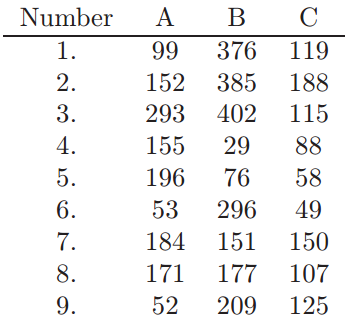 Number A B C
1. 99 376 119
2. 152 385 188
3. 293 402 115
4. 155 29 88
5. 196 76 58
6. 53 296 49
7. 184 151 150
8. 171 177 107
9. 52 209 125